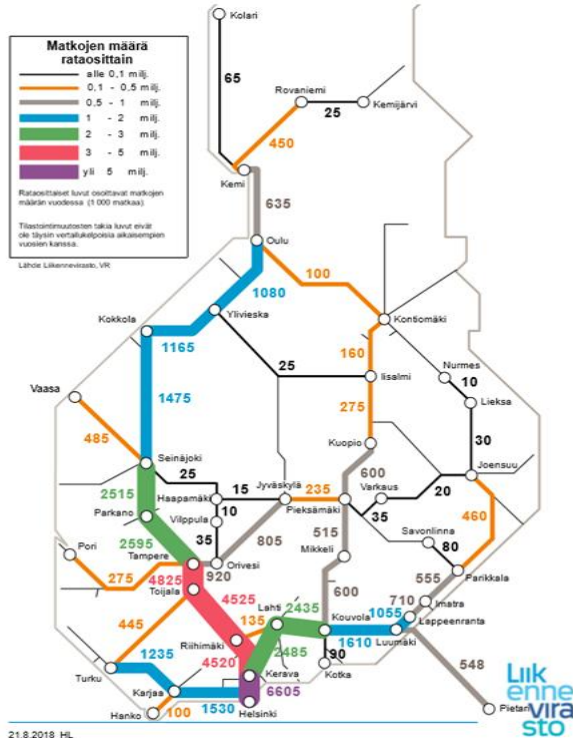 Kolari
Matkojen määrä
rataosittain
alle 0,1 milj.
0,1 - 0,5 milj.
0,5 - 1 milj.
1 - 2 milj.
2 - 3 milj.
3 - 5 milj.
yli 5 milj.
Rataosittaiset luvut osoittavat matkojen
määrän vuodessa (1 000 matkaa).
Tilastointimuutosten takia luvut eivät
ole täysin vertailukelpoisia aikaisempien
vuosien kanssa.
Lähde: Liikennevirasto, VR
65
Rovaniemi
25
Kemijärvi
450
Kemi
635
Oulu
100
1080
Kokkola
Ylivieska
Kontiomäki
1165
160
25
Iisalmi
Nurmes
10
Vaasa
1475
275
Lieksa
485
Kuopio
30
Seinäjoki
600
Joensuu
25
Jyväskylä
Varkaus
2515
Haapamäki
15
235
20
Parkano
10
Pieksämäki
35
460
Vilppula
Savonlinna
2595
35
805
515
80
Pori
Tampere
Mikkeli
920
Orivesi
Parikkala
275
4825
555
Toijala
600
4525
Lahti
2435
710
Imatra
445
135
Kouvola
1055
Lappeenranta
Riihimäki
1610
Luumäki
2485
1235
4520
90
548
Turku
Kerava
Kotka
Karjaa
6605
1530
Hanko
100
Helsinki
Pietari
Liik
enne
vira
sto
21.8.2018 HL